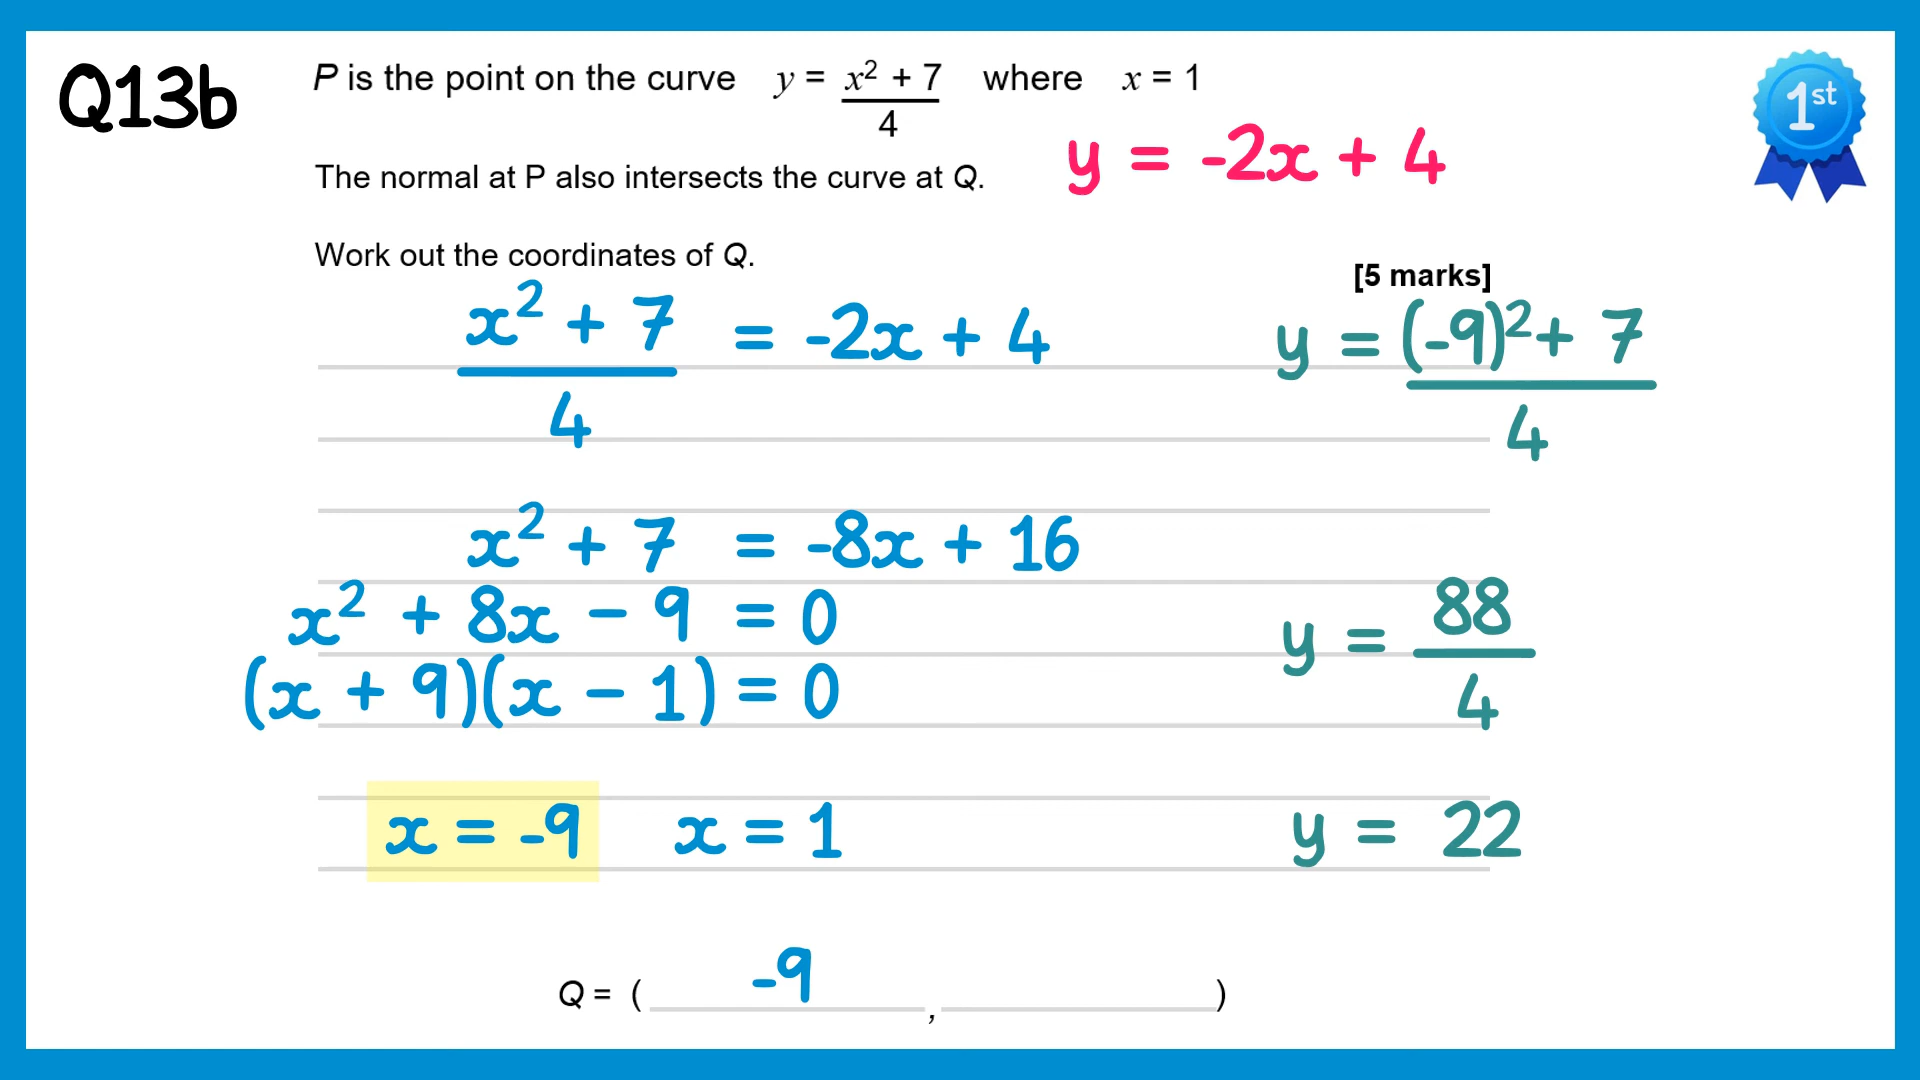 Q13b
P is the point on the curve y = x² + 7 / 4 where x = 1
1st
y = -2x + 4
The normal at P also intersects the curve at Q.
Work out the coordinates of Q.
[5 marks]
x² + 7 / 4 = -2x + 4
x² + 7 = -8x + 16
x² + 8x - 9 = 0
(x + 9)(x - 1) = 0
x = -9 x = 1
y = (-9)² + 7 / 4
y = 88 / 4
y = 22
Q = ( -9 , )